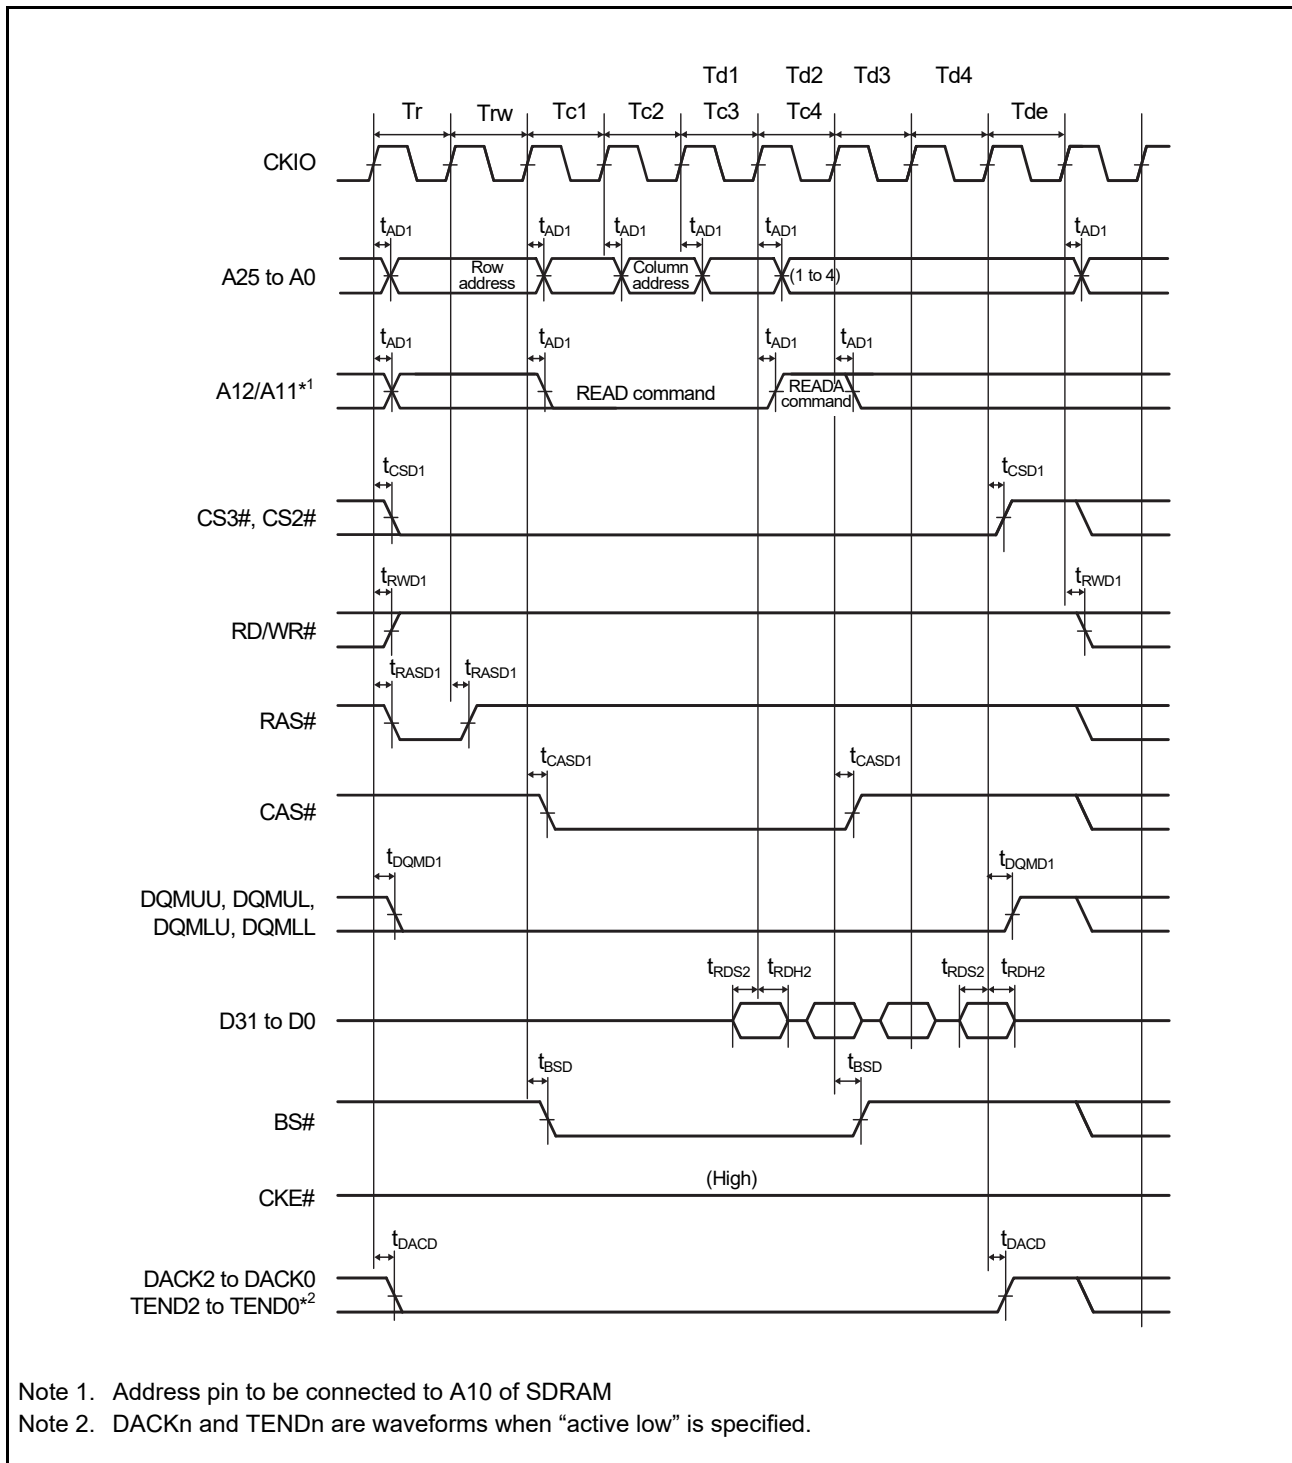 Td1 Td2 Td3 Td4
Tr Trw Tc1 Tc2 Tc3 Tc4 Tde
CKIO
tAD1 tAD1 tAD1 tAD1 tAD1 tAD1
A25 to A0
Row address
Column address
(1 to 4)
tAD1 tAD1 tAD1 tAD1
A12/A11*1
READ command
READA command
tCSD1 tCSD1
CS3#, CS2#
tRWD1 tRWD1
RD/WR#
tRASD1 tRASD1
RAS#
tCASD1 tCASD1
CAS#
tDQMD1 tDQMD1
DQMUU, DQMUL,
DQMLU, DQMLL
tRDS2 tRDH2 tRDS2 tRDH2
D31 to D0
tBSD tBSD
BS#
(High)
CKE#
tDACD tDACD
DACK2 to DACK0
TEND2 to TEND0*2
Note 1. Address pin to be connected to A10 of SDRAM
Note 2. DACKn and TENDn are waveforms when “active low” is specified.